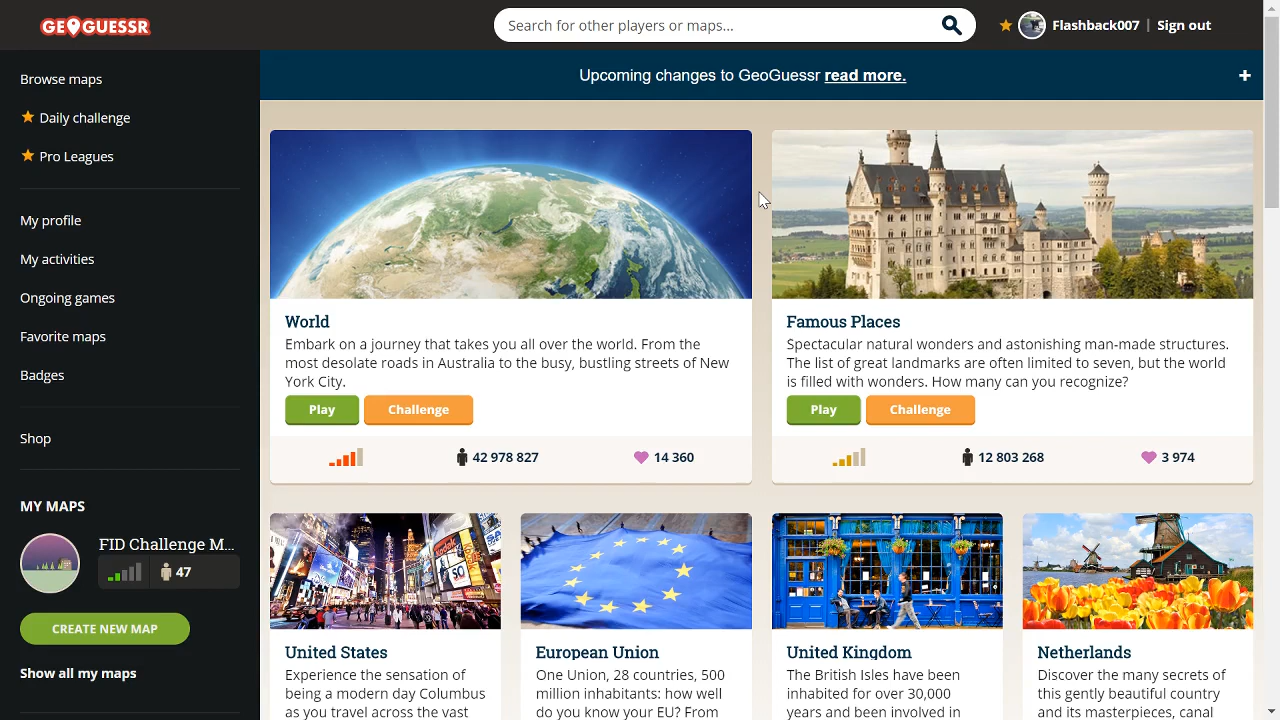 GEOGUESSR
Search for other players or maps...
Flashback007 | Sign out
Browse maps
Daily challenge
Pro Leagues
My profile
My activities
Ongoing games
Favorite maps
Badges
Shop
MY MAPS
FID Challenge M...
47
CREATE NEW MAP
Show all my maps
Upcoming changes to GeoGuessr read more. +
World
Embark on a journey that takes you all over the world. From the
most desolate roads in Australia to the busy, bustling streets of New
York City.
Play Challenge
42 978 827 14 360
Famous Places
Spectacular natural wonders and astonishing man-made structures.
The list of great landmarks are often limited to seven, but the world
is filled with wonders. How many can you recognize?
Play Challenge
12 803 268 3 974
Kodak
United States
Experience the sensation of
being a modern day Columbus
as you travel across the vast
European Union
One Union, 28 countries, 500
million inhabitants: how well
do you know your EU? From
United Kingdom
The British Isles have been
inhabited for over 30,000
years and been involved in
Netherlands
Discover the many secrets of
this gently beautiful country
and its masterpieces, canal